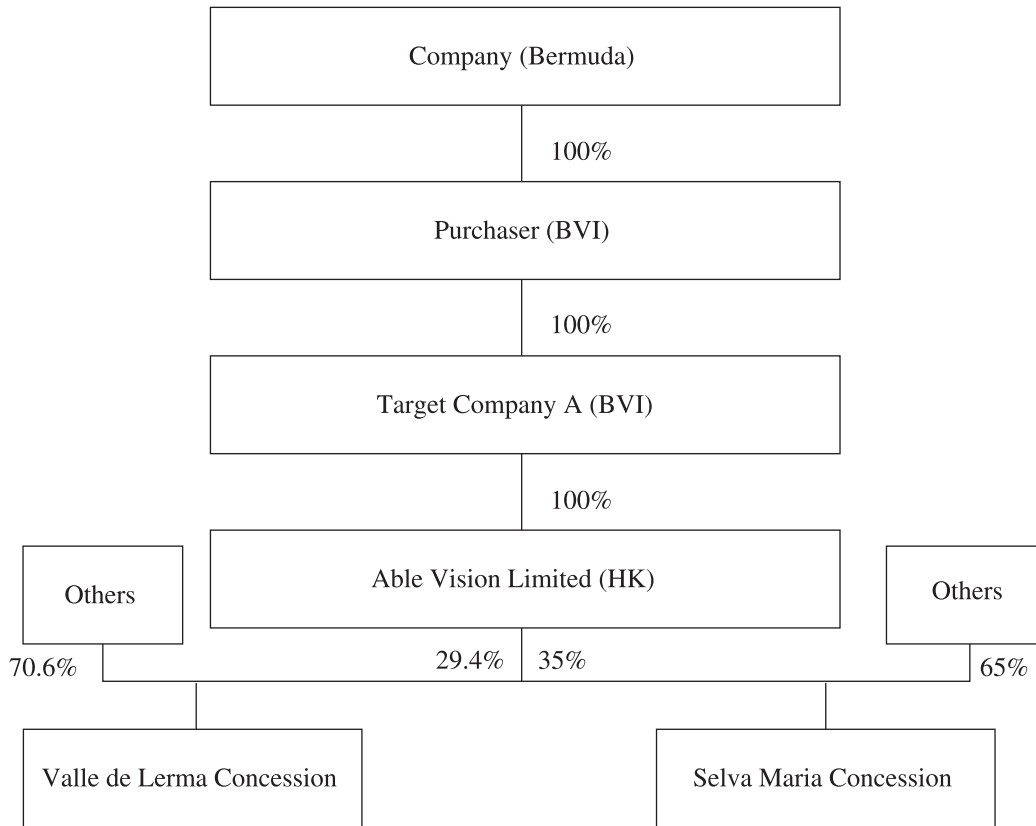 Company (Bermuda)
100%
Purchaser (BVI)
100%
Target Company A (BVI)
100%
Able Vision Limited (HK)
Others
Others
70.6%
29.4%
35%
65%
Valle de Lerma Concession
Selva Maria Concession